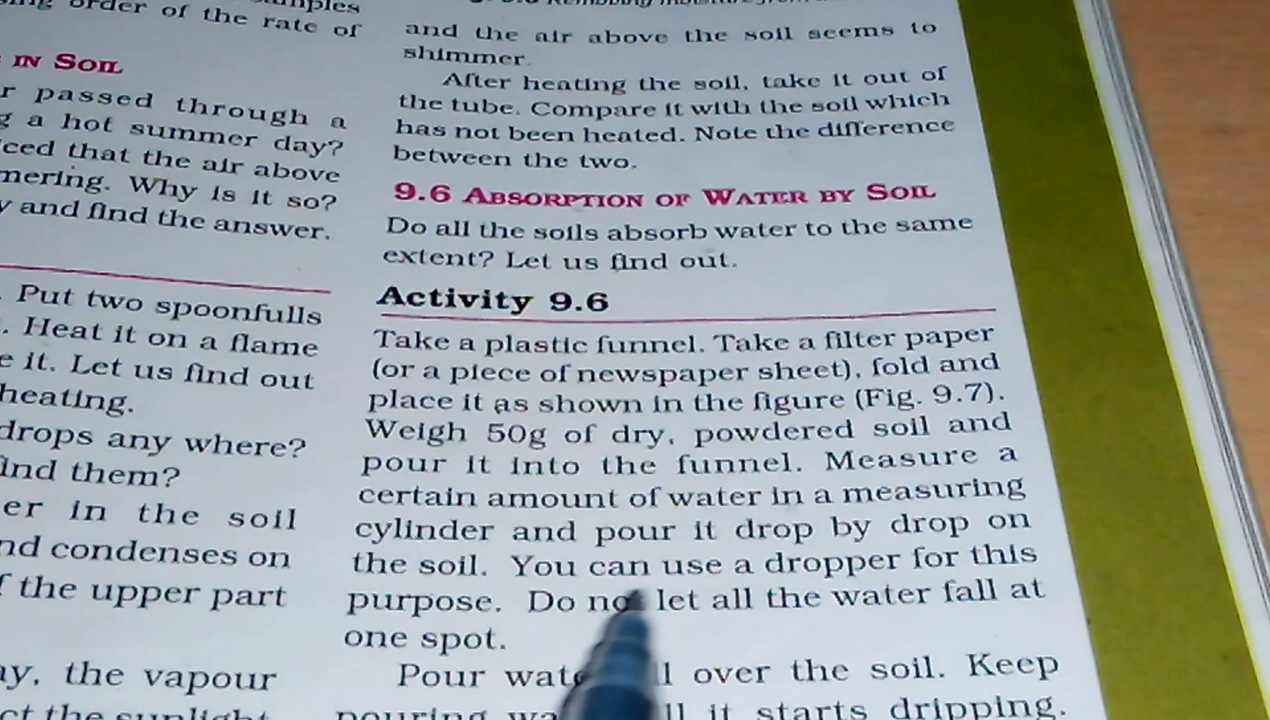 order of the rate of
IN SOIL
r passed through a
g a hot summer day?
ced that the air above
mering. Why is it so?
y and find the answer.
. Put two spoonfulls
. Heat it on a flame
e it. Let us find out
heating.
drops any where?
ind them?
er in the soil
nd condenses on
f the upper part
ay, the vapour
ct the sunlight
and the air above the soil seems to
shimmer.
After heating the soil, take it out of
the tube. Compare it with the soil which
has not been heated. Note the difference
between the two.
9.6 ABSORPTION OF WATER BY SOIL
Do all the soils absorb water to the same
extent? Let us find out.
Activity 9.6
Take a plastic funnel. Take a filter paper
(or a piece of newspaper sheet), fold and
place it as shown in the figure (Fig. 9.7).
Weigh 50g of dry, powdered soil and
pour it into the funnel. Measure a
certain amount of water in a measuring
cylinder and pour it drop by drop on
the soil. You can use a dropper for this
purpose. Do not let all the water fall at
one spot.
Pour wate ll over the soil. Keep
pouring wa ll it starts dripping.